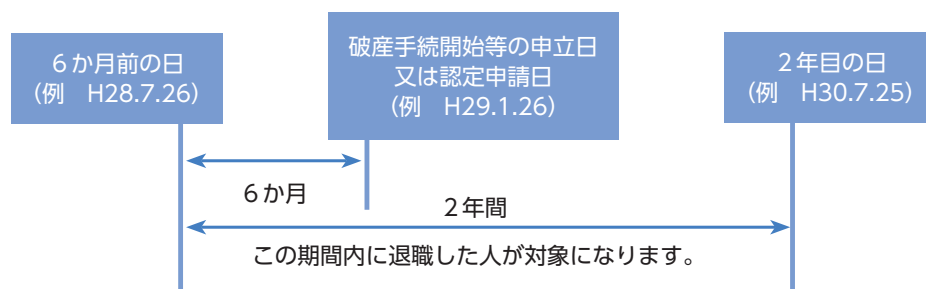 ６か月前の日
（例　H28.7.26）
破産手続開始等の申立日
又は認定申請日
（例　H29.1.26）
２年目の日
（例　H30.7.25）
６か月
２年間
この期間内に退職した人が対象になります。